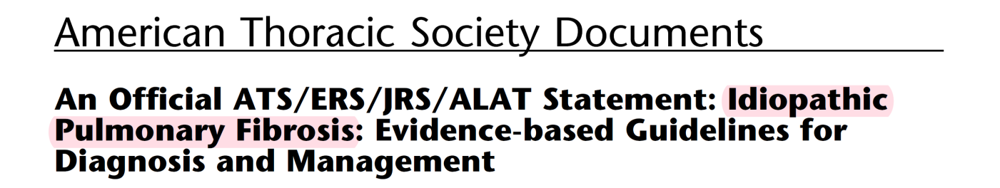 American Thoracic Society Documents
An Official ATS/ERS/JRS/ALAT Statement: Idiopathic
Pulmonary Fibrosis: Evidence-based Guidelines for
Diagnosis and Management